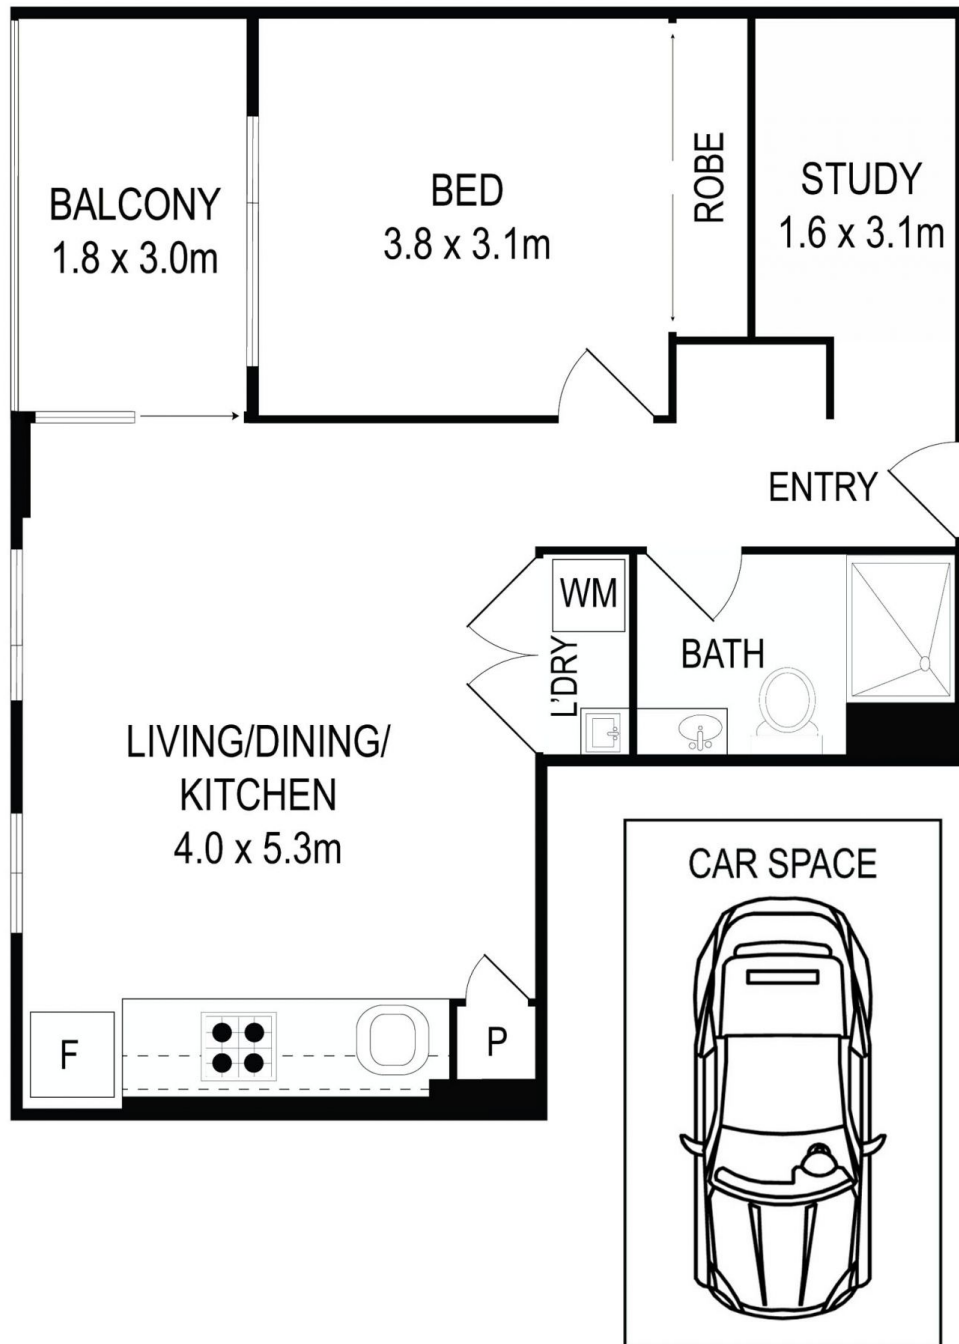 BALCONY
1.8 x 3.0m
BED
3.8 x 3.1m
ROBE
STUDY
1.6 x 3.1m
ENTRY
WM
L'DRY
BATH
LIVING/DINING/
KITCHEN
4.0 x 5.3m
CAR SPACE
F
P